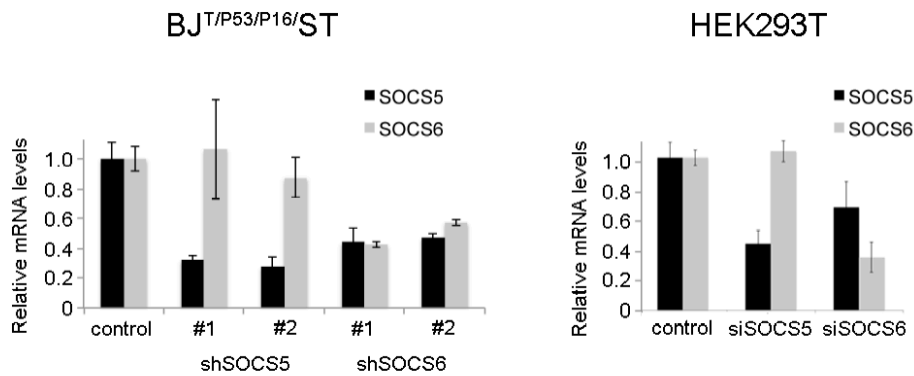 BJT/P53/P16/ST
HEK293T
SOCS5
SOCS6
Relative mRNA levels
1.0
0.8
0.6
0.4
0.2
0
control
#1
#2
#1
#2
shSOCS5
shSOCS6
SOCS5
SOCS6
Relative mRNA levels
1.0
0.8
0.6
0.4
0.2
0
control
siSOCS5
siSOCS6